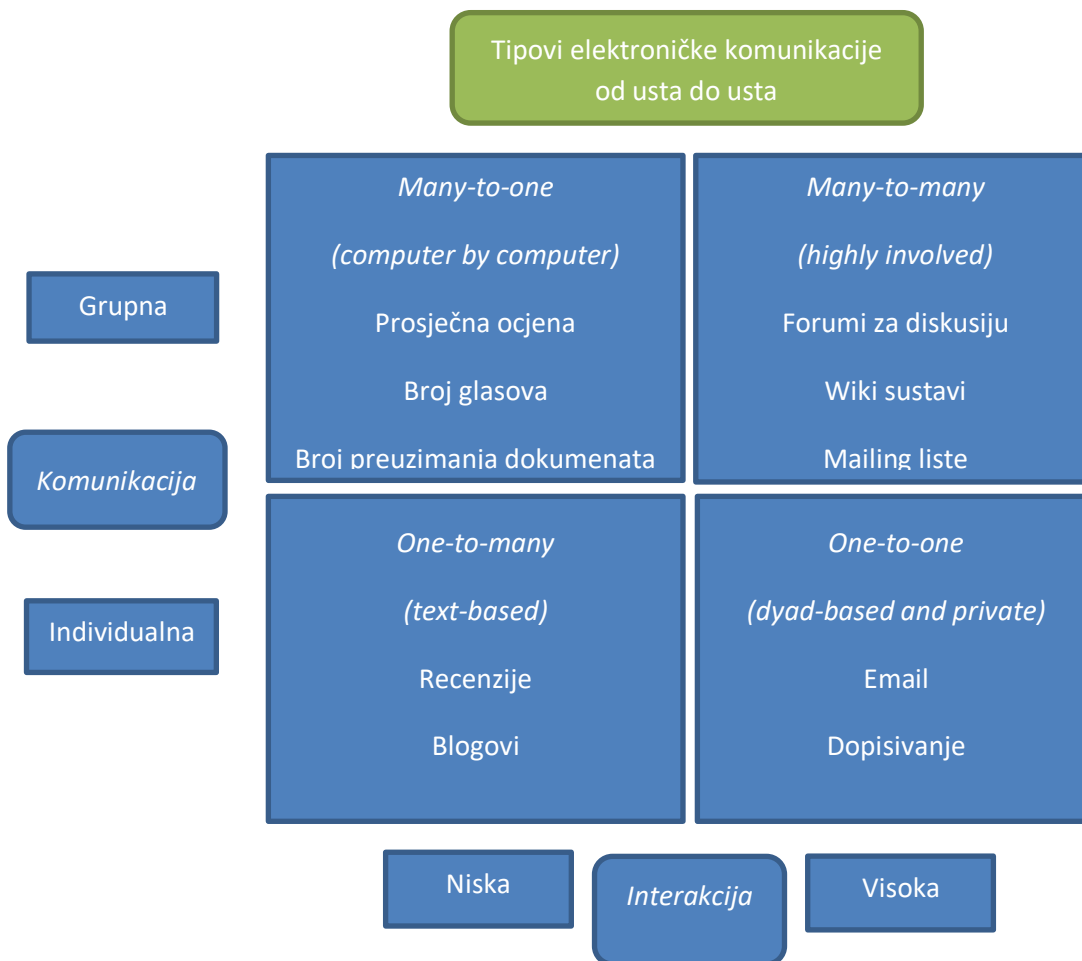 Tipovi elektroničke komunikacije
od usta do usta
Many-to-one
(computer by computer)
Prosječna ocjena
Broj glasova
Broj preuzimanja dokumenata
Many-to-many
(highly involved)
Forumi za diskusiju
Wiki sustavi
Mailing liste
Grupna
Komunikacija
Individualna
One-to-many
(text-based)
Recenzije
Blogovi
One-to-one
(dyad-based and private)
Email
Dopisivanje
Niska
Interakcija
Visoka